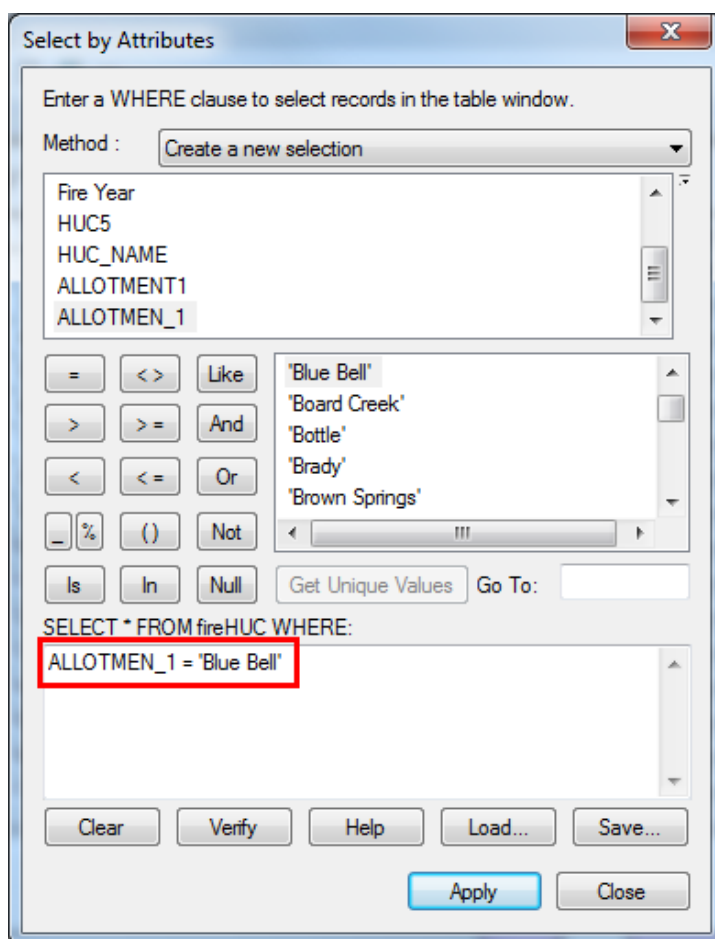 Select by Attributes
x
Enter a WHERE clause to select records in the table window.
Method : Create a new selection
Fire Year
HUC5
HUC_NAME
ALLOTMENT1
ALLOTMEN_1
= < > Like
> > = And
< < = Or
_ % () Not
Is In Null
'Blue Bell'
'Board Creek'
'Bottle'
'Brady'
'Brown Springs'
Get Unique Values Go To:
SELECT * FROM fireHUC WHERE:
ALLOTMEN_1 = 'Blue Bell'
Clear Verify Help Load... Save...
Apply Close